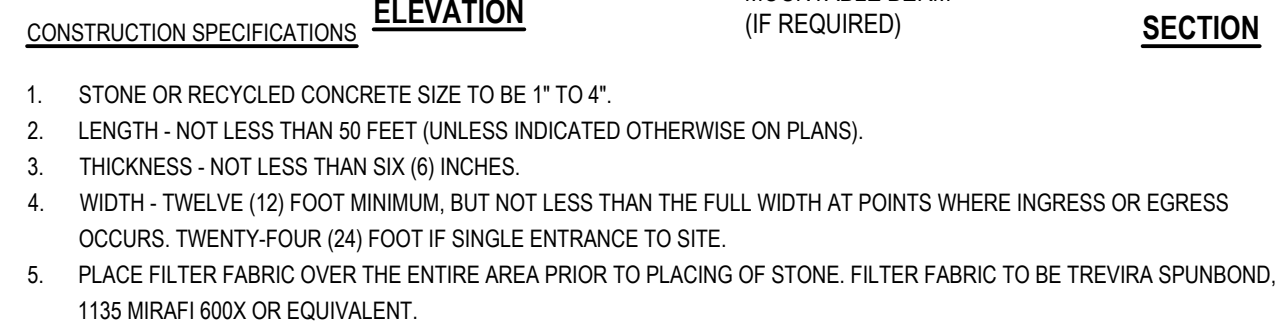 ELEVATION
(IF REQUIRED)
SECTION
CONSTRUCTION SPECIFICATIONS
1. STONE OR RECYCLED CONCRETE SIZE TO BE 1" TO 4".
2. LENGTH - NOT LESS THAN 50 FEET (UNLESS INDICATED OTHERWISE ON PLANS).
3. THICKNESS - NOT LESS THAN SIX (6) INCHES.
4. WIDTH - TWELVE (12) FOOT MINIMUM, BUT NOT LESS THAN THE FULL WIDTH AT POINTS WHERE INGRESS OR EGRESS
OCCURS. TWENTY-FOUR (24) FOOT IF SINGLE ENTRANCE TO SITE.
5. PLACE FILTER FABRIC OVER THE ENTIRE AREA PRIOR TO PLACING OF STONE. FILTER FABRIC TO BE TREVIRA SPUNBOND,
1135 MIRAFI 600X OR EQUIVALENT.